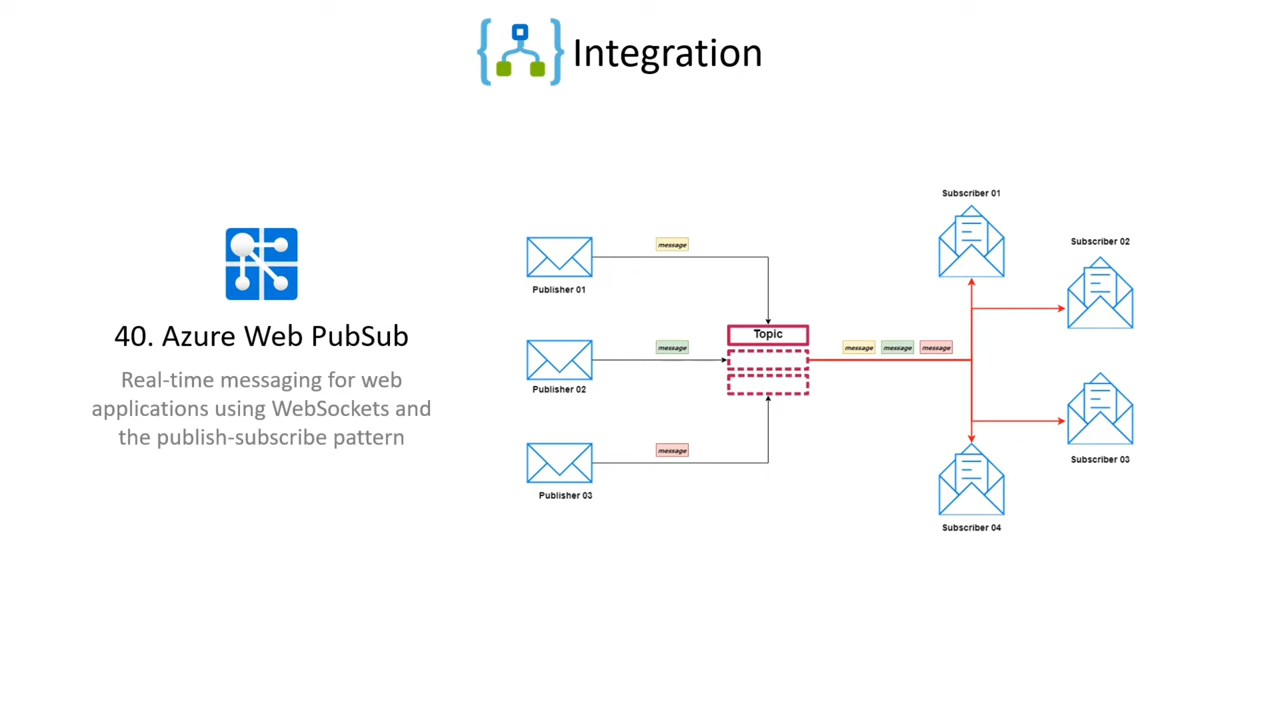 Integration
40. Azure Web PubSub
Real-time messaging for web
applications using WebSockets and
the publish-subscribe pattern
message
Publisher 01
message
Publisher 02
message
Publisher 03
Topic
message message message
Subscriber 01
Subscriber 02
Subscriber 03
Subscriber 04